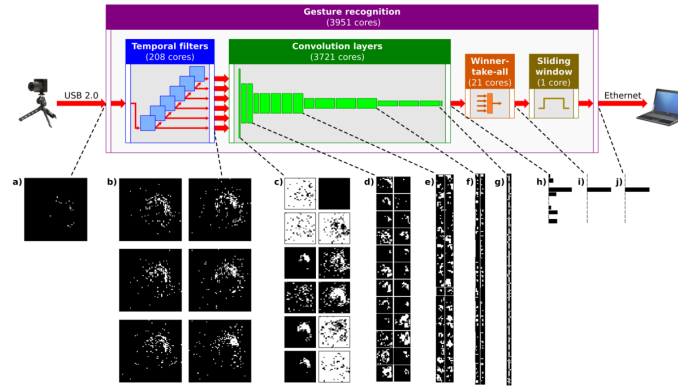 Gesture recognition
(3951 cores)
Temporal filters
(208 cores)
Convolution layers
(3721 cores)
Winner-
take-all
(21 cores)
Sliding
window
(1 core)
USB 2.0
Ethernet
a)
b)
c)
d)
e)
f)
g)
h)
i)
j)